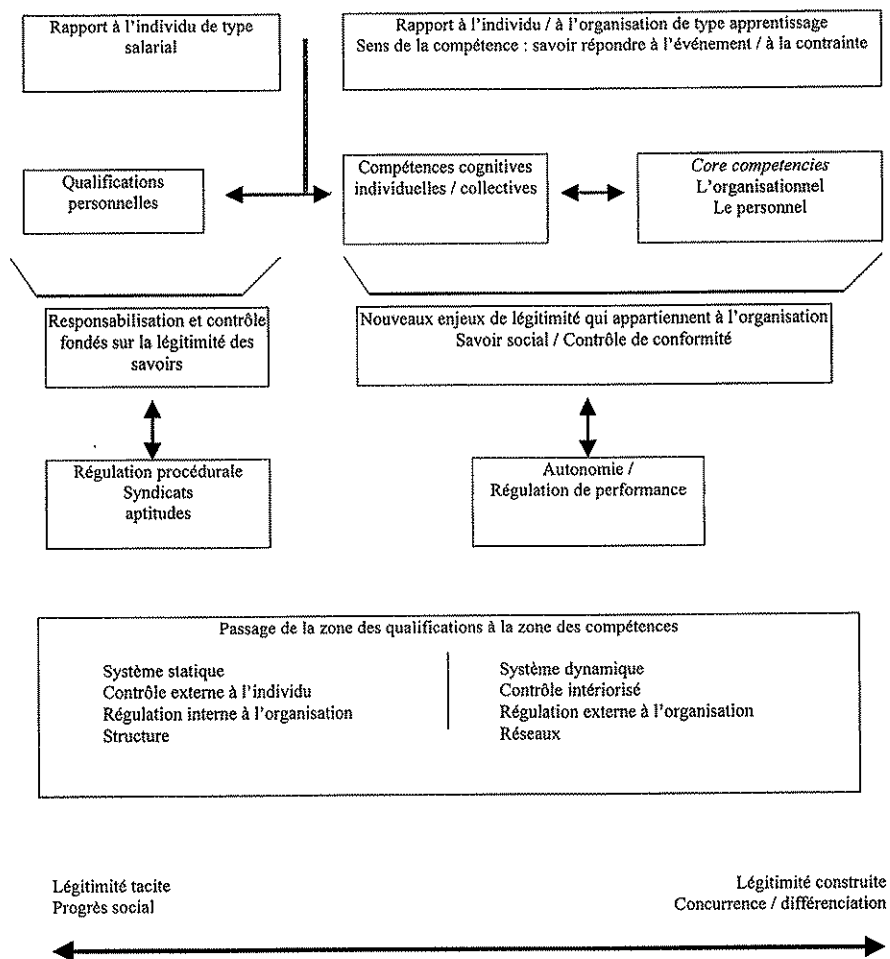 Rapport à l'individu de type
salarial
Rapport à l'individu / à l'organisation de type apprentissage
Sens de la compétence : savoir répondre à l'événement / à la contrainte
Qualifications
personnelles
Compétences cognitives
individuelles / collectives
Core competencies
L'organisationnel
Le personnel
Responsabilisation et contrôle
fondés sur la légitimité des
savoirs
Nouveaux enjeux de légitimité qui appartiennent à l'organisation
Savoir social / Contrôle de conformité
Régulation procédurale
Syndicats
aptitudes
Autonomie /
Régulation de performance
Passage de la zone des qualifications à la zone des compétences
Système statique
Contrôle externe à l'individu
Régulation interne à l'organisation
Structure
Système dynamique
Contrôle intériorisé
Régulation externe à l'organisation
Réseaux
Légitimité tacite
Progrès social
Légitimité construite
Concurrence / différenciation